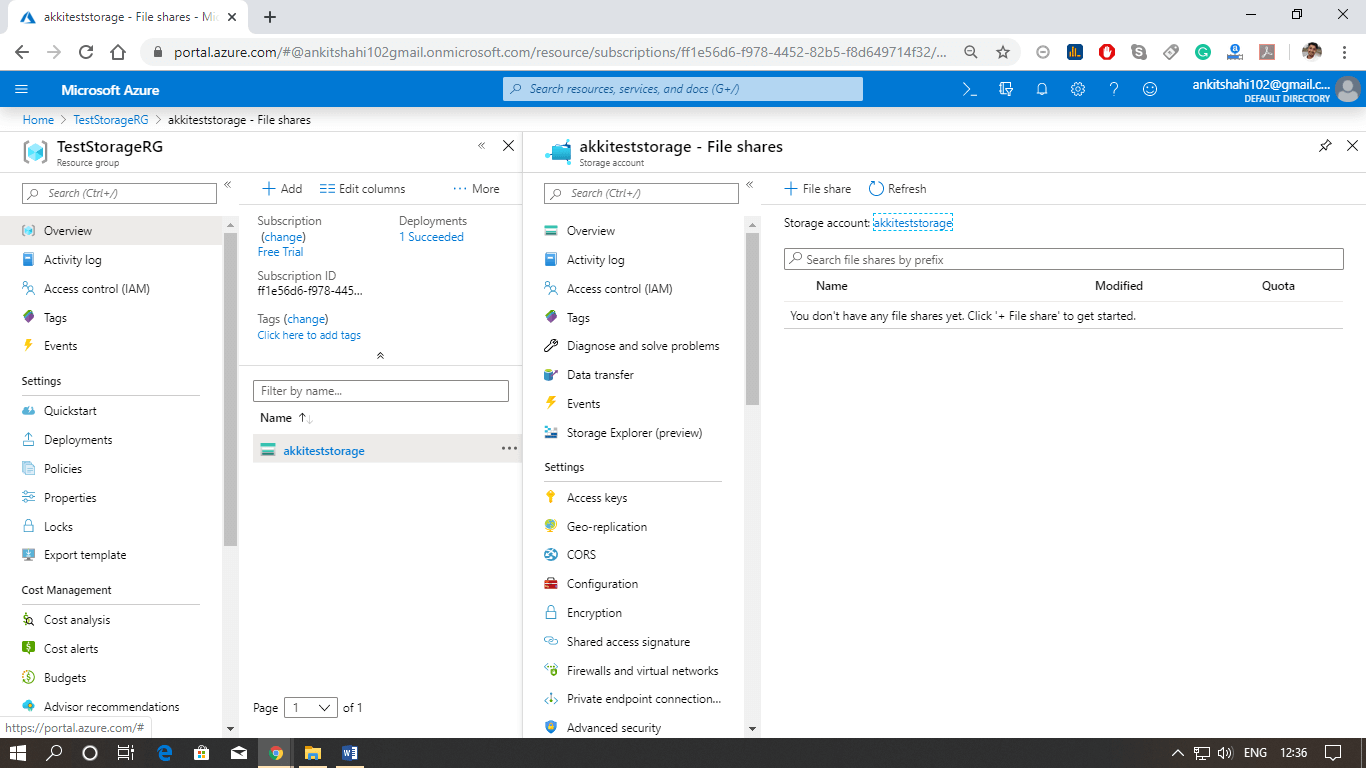 akkiteststorage - File shares - Mic
portal.azure.com/#@ankitshahi102gmail.onmicrosoft.com/resource/subscriptions/ff1e56d6-f978-4452-82b5-f8d649714f32/...
Microsoft Azure
Search resources, services, and docs (G+/)
ankitshahi102@gmail.c...
DEFAULT DIRECTORY
Home > TestStorageRG > akkiteststorage - File shares
TestStorageRG
Resource group
Search (Ctrl+/)
Overview
Activity log
Access control (IAM)
Tags
Events
Settings
Quickstart
Deployments
Policies
Properties
Locks
Export template
Cost Management
Cost analysis
Cost alerts
Budgets
Advisor recommendations
https://portal.azure.com/#
Add
Edit columns
... More
Subscription
(change)
Free Trial
Deployments
1 Succeeded
Subscription ID
ff1e56d6-f978-445...
Tags (change)
Click here to add tags
Filter by name...
Name
akkiteststorage
Page 1 of 1
akkiteststorage - File shares
Storage account
Search (Ctrl+/)
Overview
Activity log
Access control (IAM)
Tags
Diagnose and solve problems
Data transfer
Events
Storage Explorer (preview)
Settings
Access keys
Geo-replication
CORS
Configuration
Encryption
Shared access signature
Firewalls and virtual networks
Private endpoint connection...
Advanced security
+ File share
Refresh
Storage account: akkiteststorage
Search file shares by prefix
Name Modified Quota
You don't have any file shares yet. Click '+ File share' to get started.
ENG 12:36